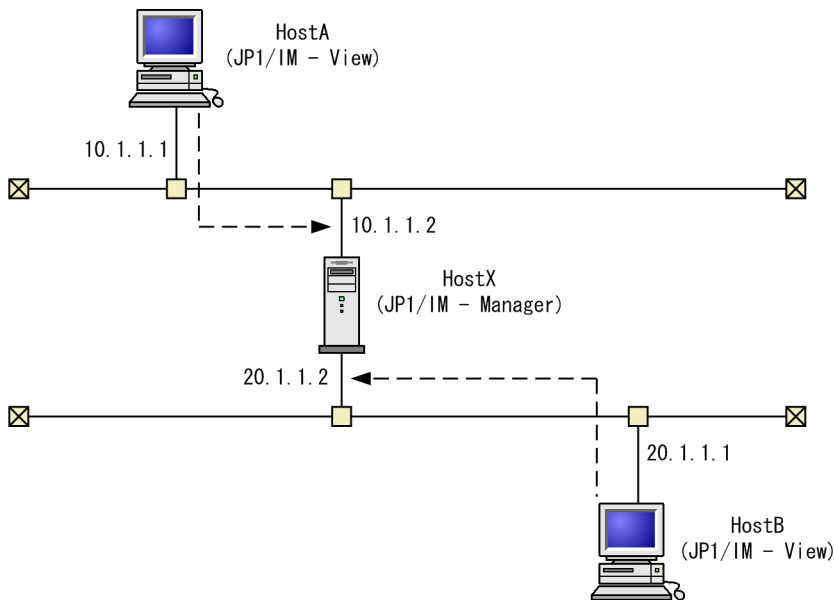 HostA
(JP1/IM - View)
10.1.1.1
10.1.1.2
HostX
(JP1/IM - Manager)
20.1.1.2
20.1.1.1
HostB
(JP1/IM - View)